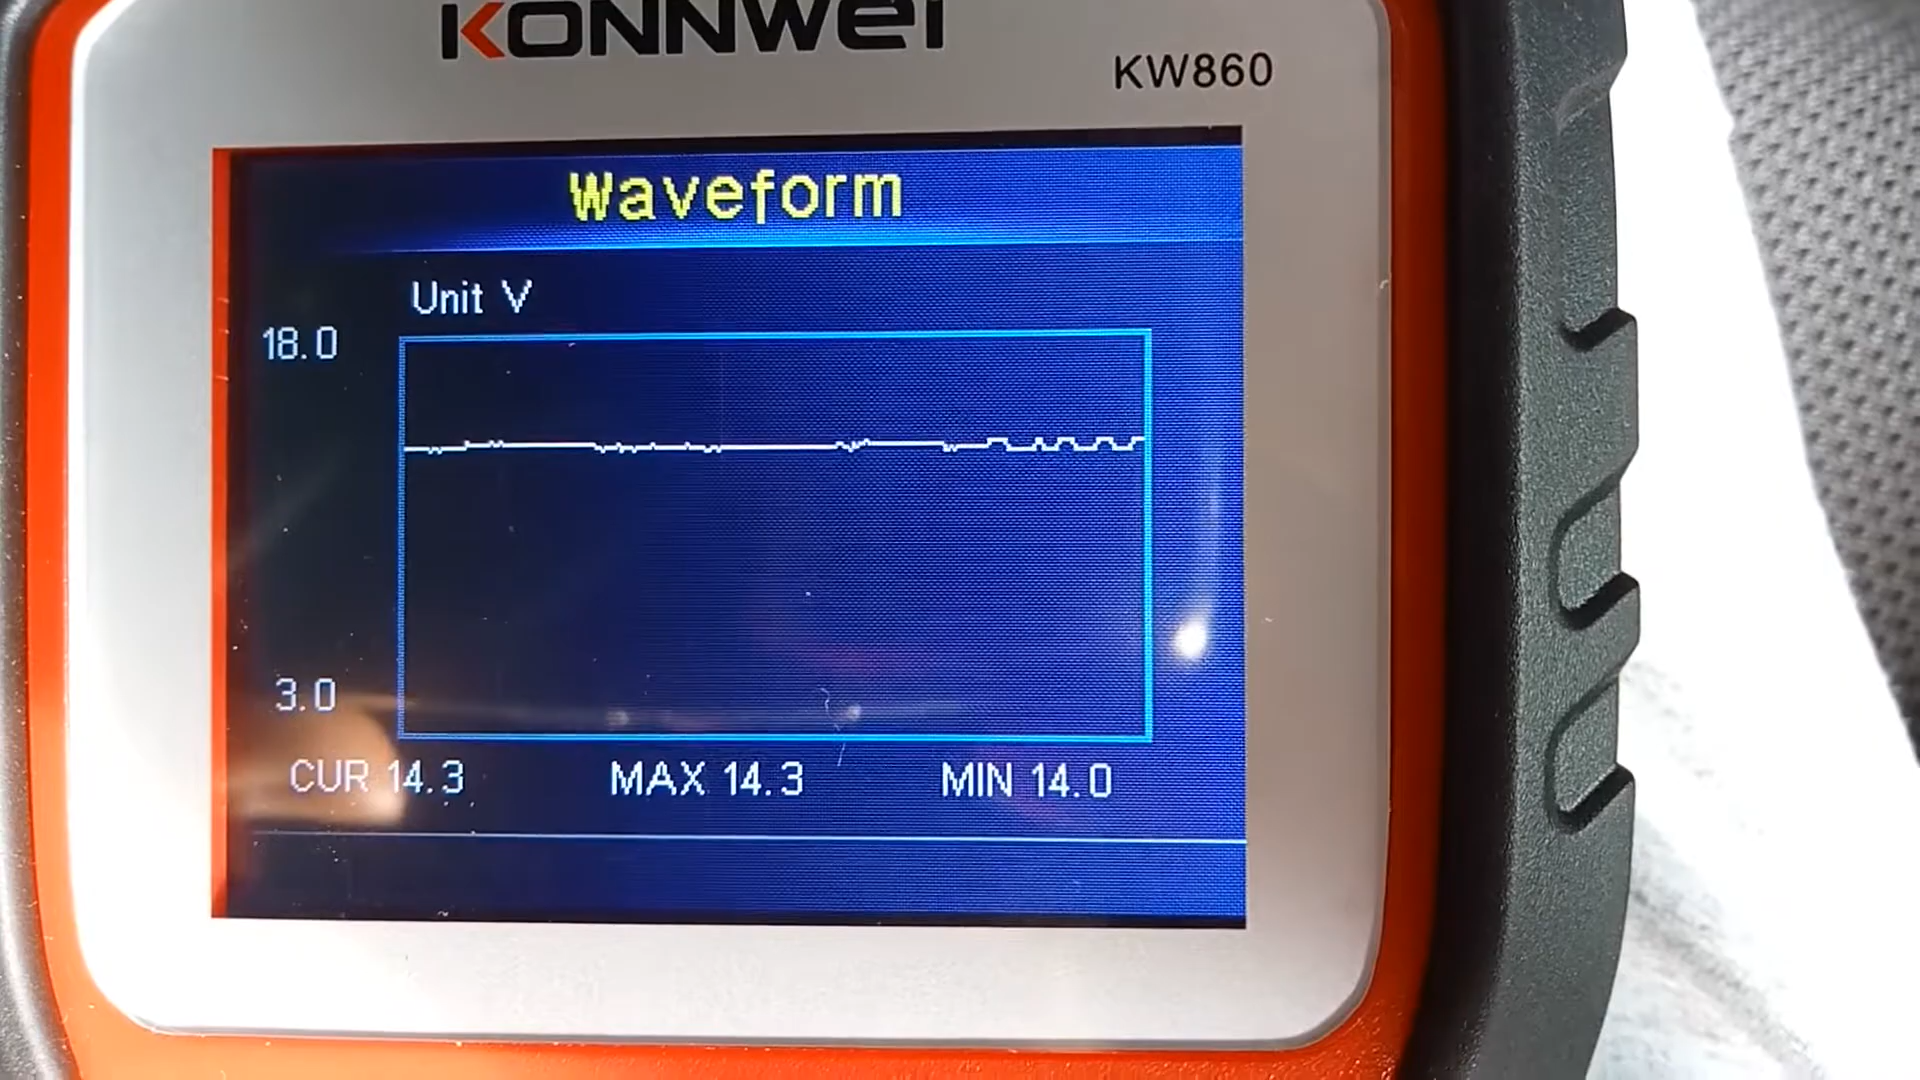 KONNWEI
KW860
Waveform
Unit V
18.0
3.0
CUR 14.3 MAX 14.3 MIN 14.0